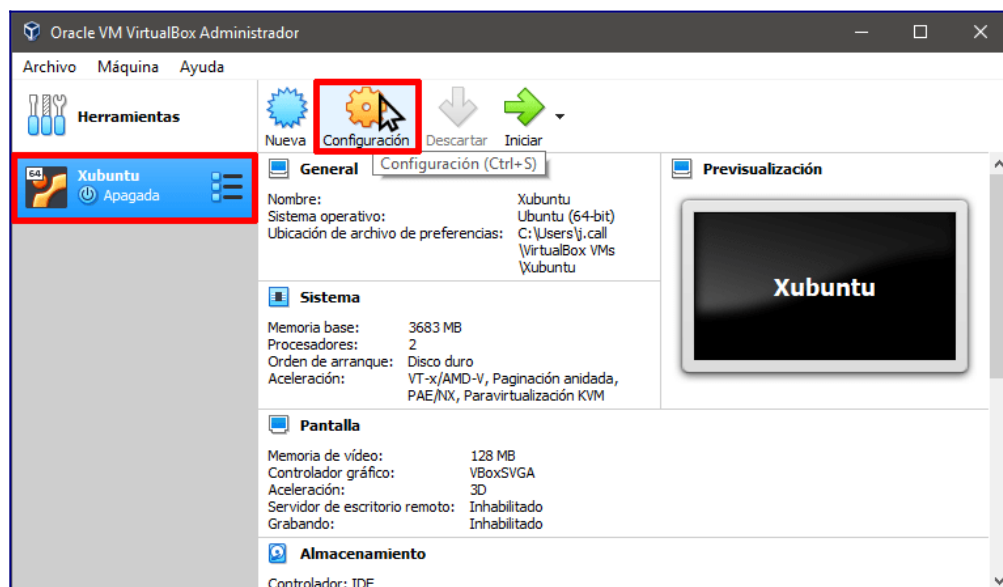 Oracle VM VirtualBox Administrador
Archivo Máquina Ayuda
Herramientas
Nueva Configuración Descartar Iniciar
Configuración (Ctrl+S)
64
Xubuntu
Apagada
General
Nombre: Xubuntu
Sistema operativo: Ubuntu (64-bit)
Ubicación de archivo de preferencias: C:\Users\j.call
\VirtualBox VMs
\Xubuntu
Previsualización
Xubuntu
Sistema
Memoria base: 3683 MB
Procesadores: 2
Orden de arranque: Disco duro
Aceleración: VT-x/AMD-V, Paginación anidada,
PAE/NX, Paravirtualización KVM
Pantalla
Memoria de vídeo: 128 MB
Controlador gráfico: VBoxSVGA
Aceleración: 3D
Servidor de escritorio remoto: Inhabilitado
Grabando: Inhabilitado
Almacenamiento
Controlador: IDE